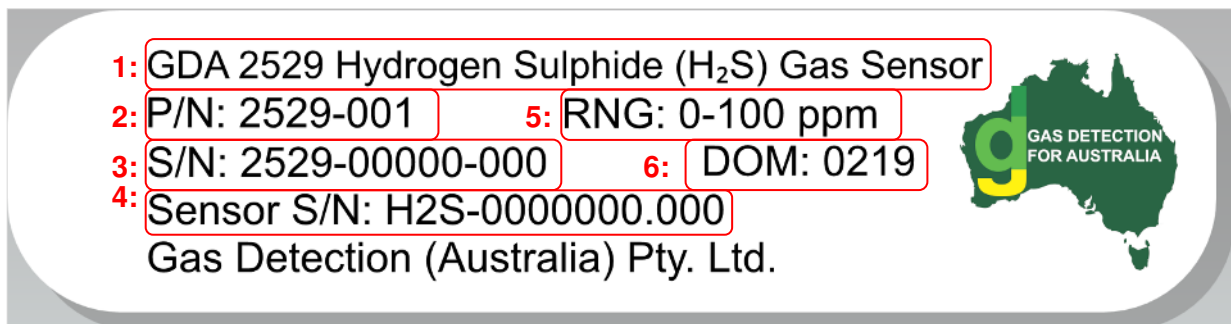 1: GDA 2529 Hydrogen Sulphide (H₂S) Gas Sensor
2: P/N: 2529-001 5: RNG: 0-100 ppm
3: S/N: 2529-00000-000 6: DOM: 0219
4: Sensor S/N: H2S-0000000.000
Gas Detection (Australia) Pty. Ltd.
gd
GAS DETECTION
FOR AUSTRALIA